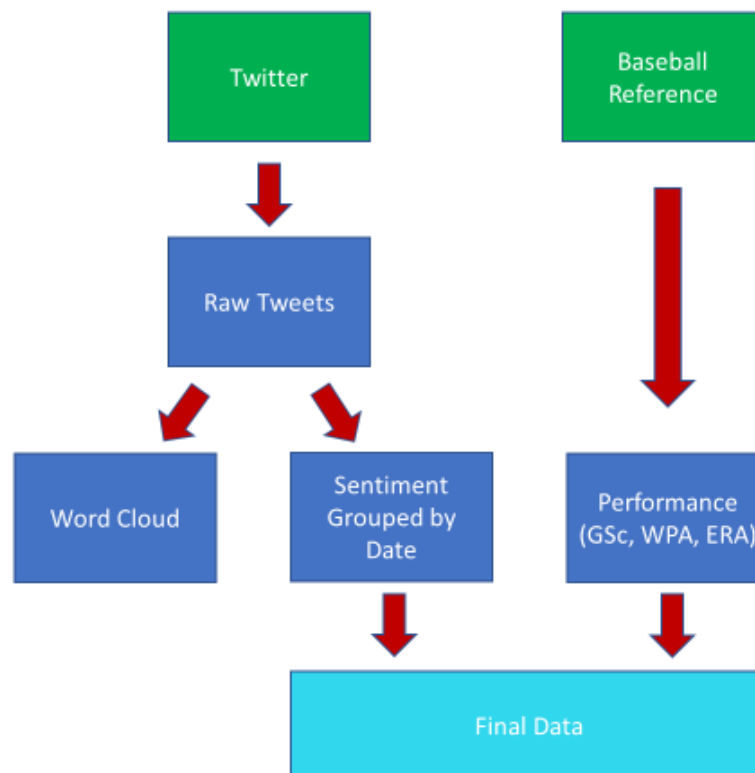 Twitter
Baseball
Reference
Raw Tweets
Word Cloud
Sentiment
Grouped by
Date
Performance
(GSc, WPA, ERA)
Final Data